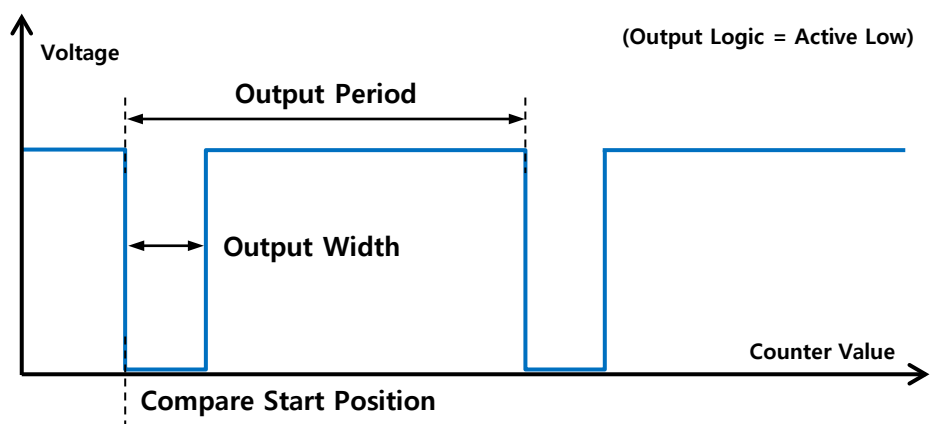 (Output Logic = Active Low)
Voltage
Output Period
Output Width
Counter Value
Compare Start Position